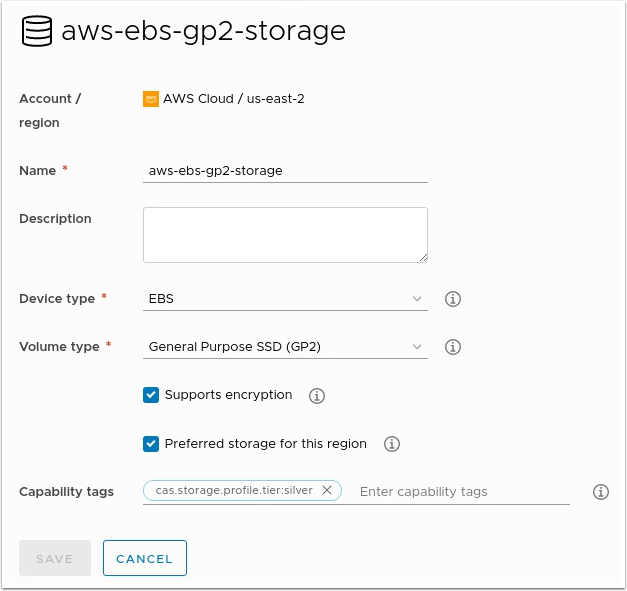 aws-ebs-gp2-storage
Account /
region
AWS Cloud / us-east-2
Name *
aws-ebs-gp2-storage
Description
Device type *
EBS
Volume type *
General Purpose SSD (GP2)
Supports encryption
Preferred storage for this region
Capability tags
cas.storage.profile.tier:silver
Enter capability tags
SAVE
CANCEL